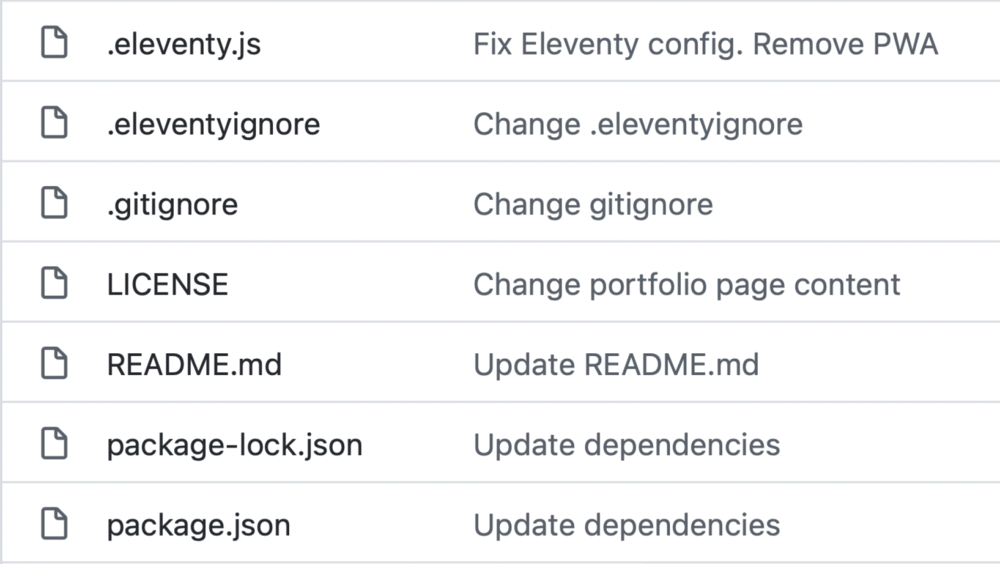 .eleventy.js Fix Eleventy config. Remove PWA
.eleventyignore Change .eleventyignore
.gitignore Change gitignore
LICENSE Change portfolio page content
README.md Update README.md
package-lock.json Update dependencies
package.json Update dependencies